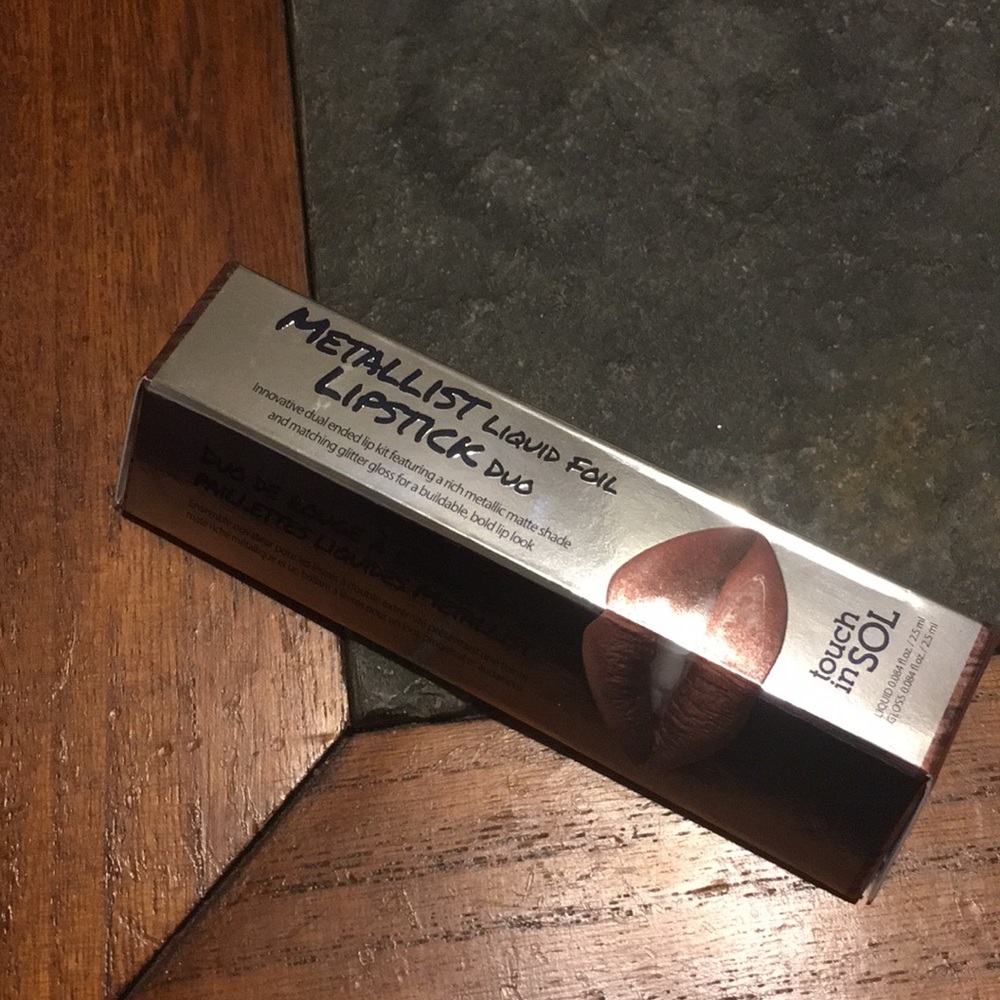 METALLIST LIQUID FOIL
LIPSTICK DUO
Innovative dual ended lip kit featuring a rich metallic matte shade
and matching glitter gloss for a buildable, bold lip look
touch
in SOL
LIQUID 0.084 fl.oz. / 2.5 ml
GLOSS 0.084 fl.oz. / 2.5 ml
DUO DE ROUGE À
PAILLETTES LIQUIDES